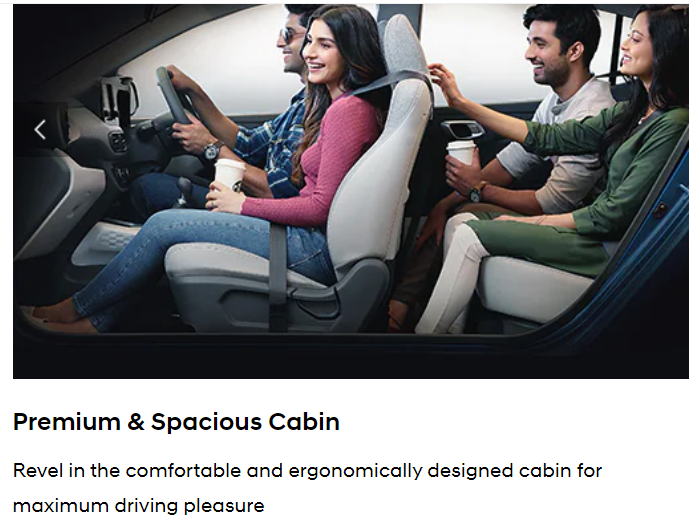 Premium & Spacious Cabin
Revel in the comfortable and ergonomically designed cabin for
maximum driving pleasure